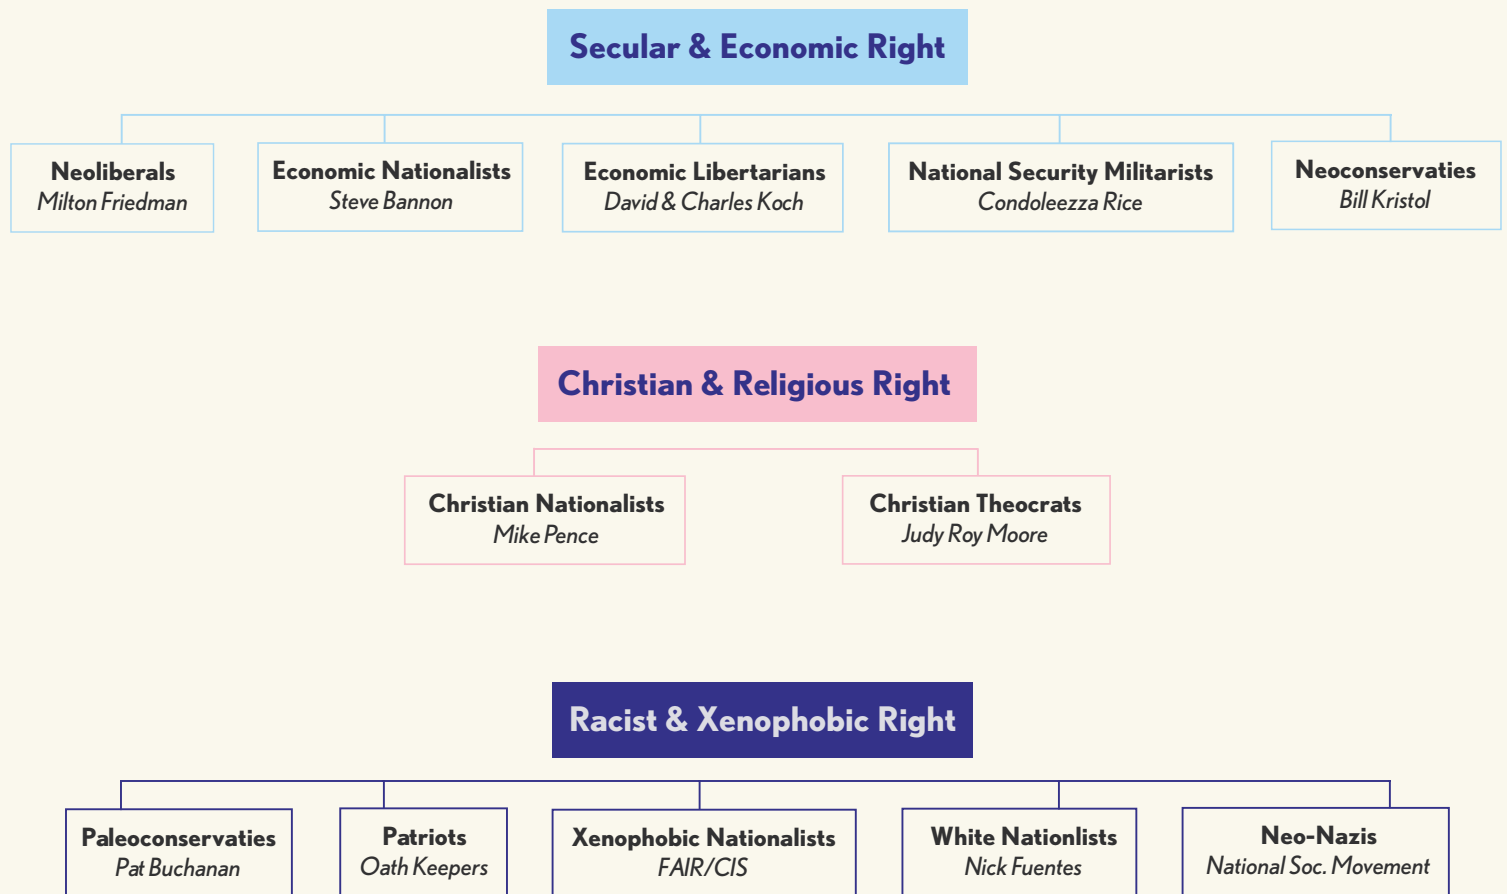 Secular & Economic Right
Neoliberals
Milton Friedman
Economic Nationalists
Steve Bannon
Economic Libertarians
David & Charles Koch
National Security Militarists
Condoleezza Rice
Neoconservaties
Bill Kristol
Christian & Religious Right
Christian Nationalists
Mike Pence
Christian Theocrats
Judy Roy Moore
Racist & Xenophobic Right
Paleoconservaties
Pat Buchanan
Patriots
Oath Keepers
Xenophobic Nationalists
FAIR/CIS
White Nationlists
Nick Fuentes
Neo-Nazis
National Soc. Movement